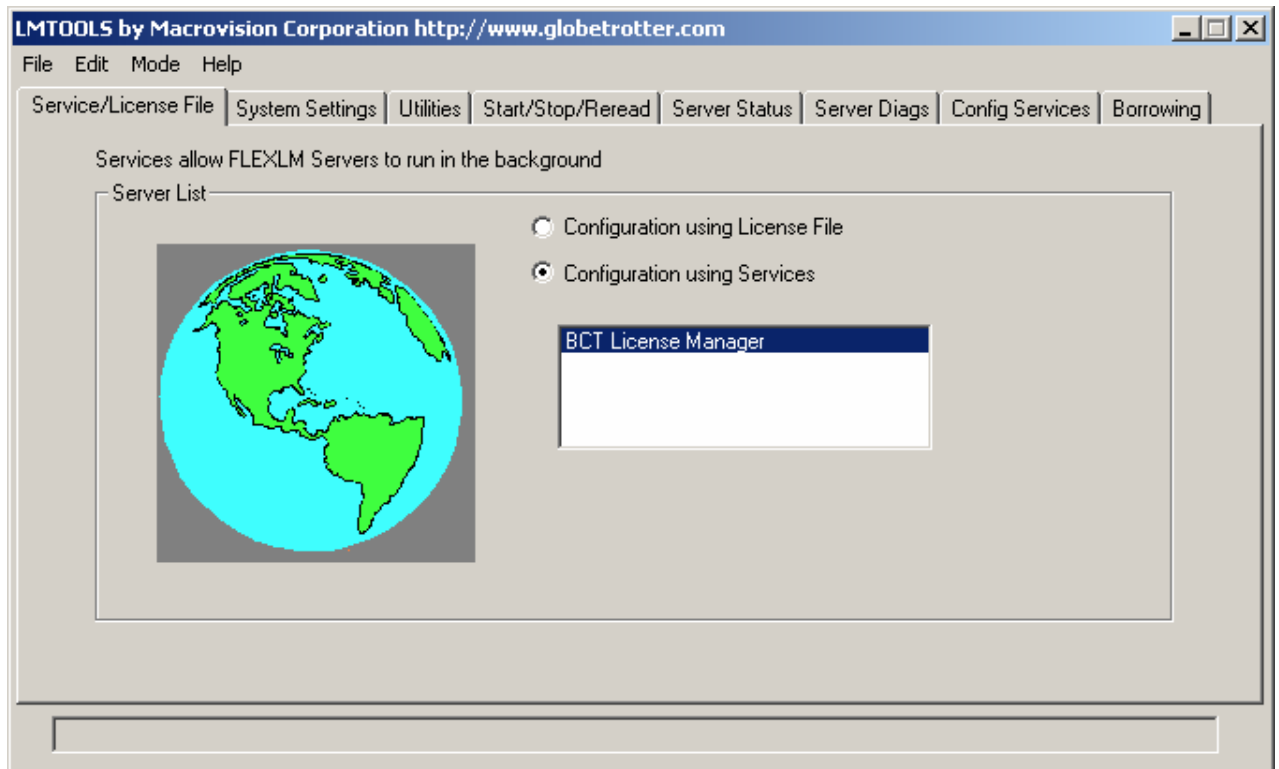 LMTOOLS by Macrovision Corporation http://www.globetrotter.com
File Edit Mode Help
Service/License File System Settings Utilities Start/Stop/Reread Server Status Server Diags Config Services Borrowing
Services allow FLEXLM Servers to run in the background
Server List
Configuration using License File
Configuration using Services
BCT License Manager